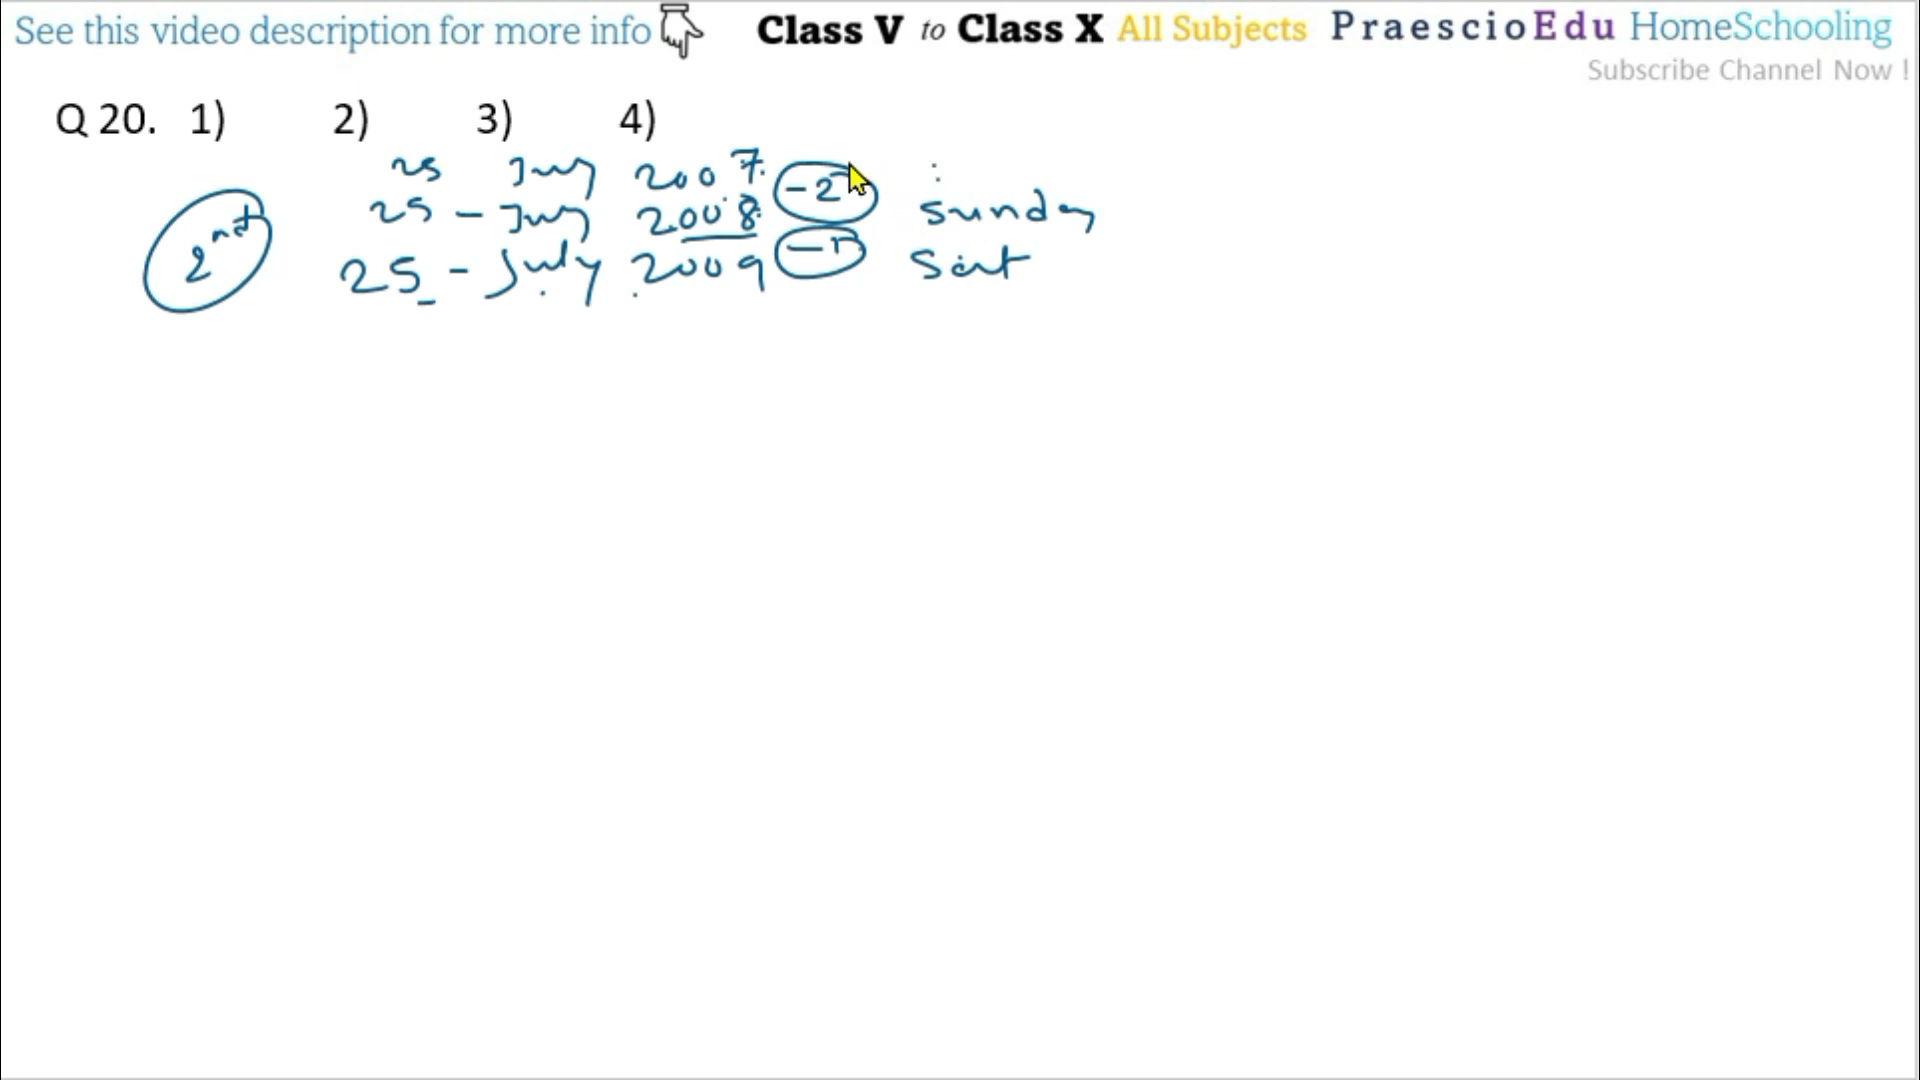 See this video description for more info Class V to Class X All Subjects PraescioEdu HomeSchooling
Subscribe Channel Now !
Q 20. 1) 2) 3) 4)
25 July 2007 -2
2nd 25 - July 2008 sunday
25 - July 2009 -1 Sat